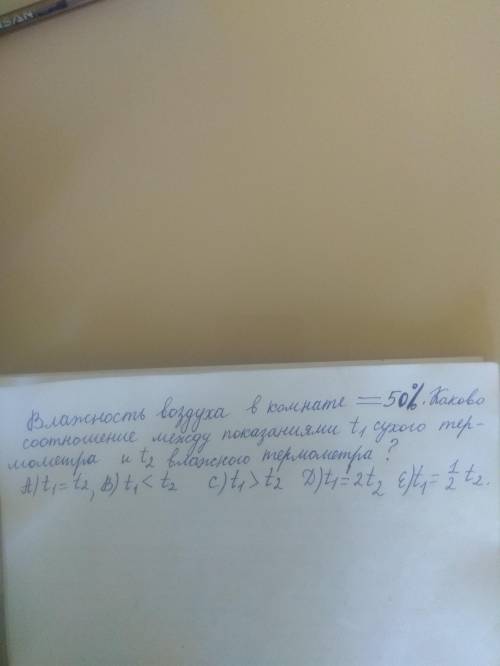 NSAN
Влажность воздуха в комнате = 50%. Каково
соотношение между показаниями t₁ сухого тер-
мометра и t₂ влажного термометра?
A) t₁ = t₂, B) t₁ < t₂ C) t₁ > t₂ D) t₁ = 2t₂ E) t₁ = 1/2 t₂.